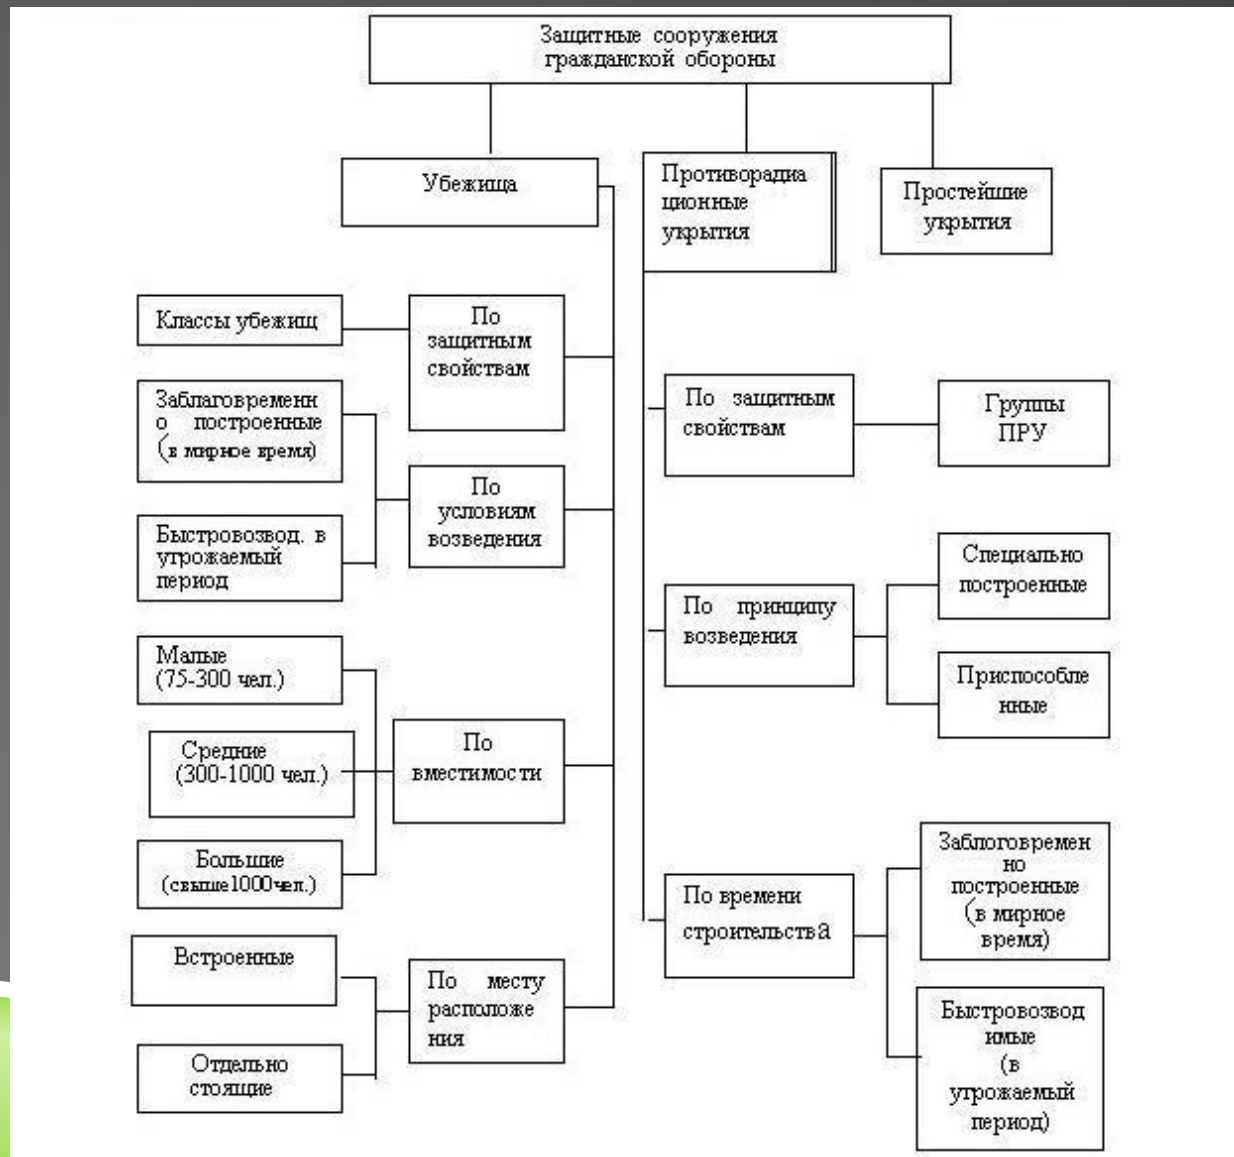 Защитные сооружения
гражданской обороны
Убежища
Противорадиа
ционные
укрытия
Простейшие
укрытия
Классы убежищ
По
защитным
свойствам
Заблаговременн
о построенные
(в мирное время)
Быстровозвод. в
угрожаемый
период
По
условиям
возведения
Малые
(75-300 чел.)
Средние
(300-1000 чел.)
Большие
(свыше1000чел.)
По
вместимости
Встроенные
Отдельно
стоящие
По месту
расположе
ния
По защитным
свойствам
Группы
ПРУ
По принципу
возведения
Специально
построенные
Приспособле
нные
По времени
строительства
Заблоговремен
но
построенные
(в мирное
время)
Быстровозвод
имые
(в
угрожаемый
период)